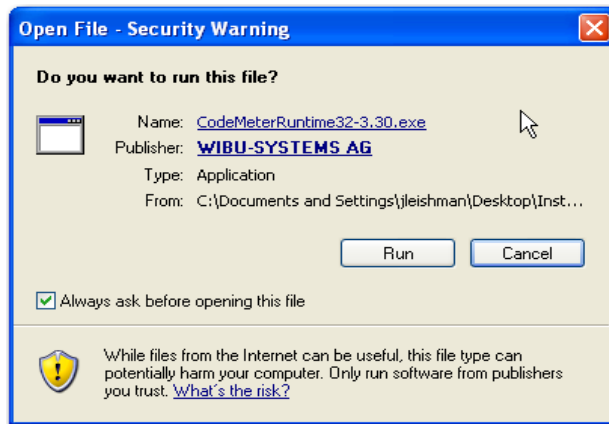 Open File - Security Warning
Do you want to run this file?
Name: CodeMeterRuntime32-3.30.exe
Publisher: WIBU-SYSTEMS AG
Type: Application
From: C:\Documents and Settings\jleishman\Desktop\Inst...
Run Cancel
Always ask before opening this file
While files from the Internet can be useful, this file type can
potentially harm your computer. Only run software from publishers
you trust. What's the risk?